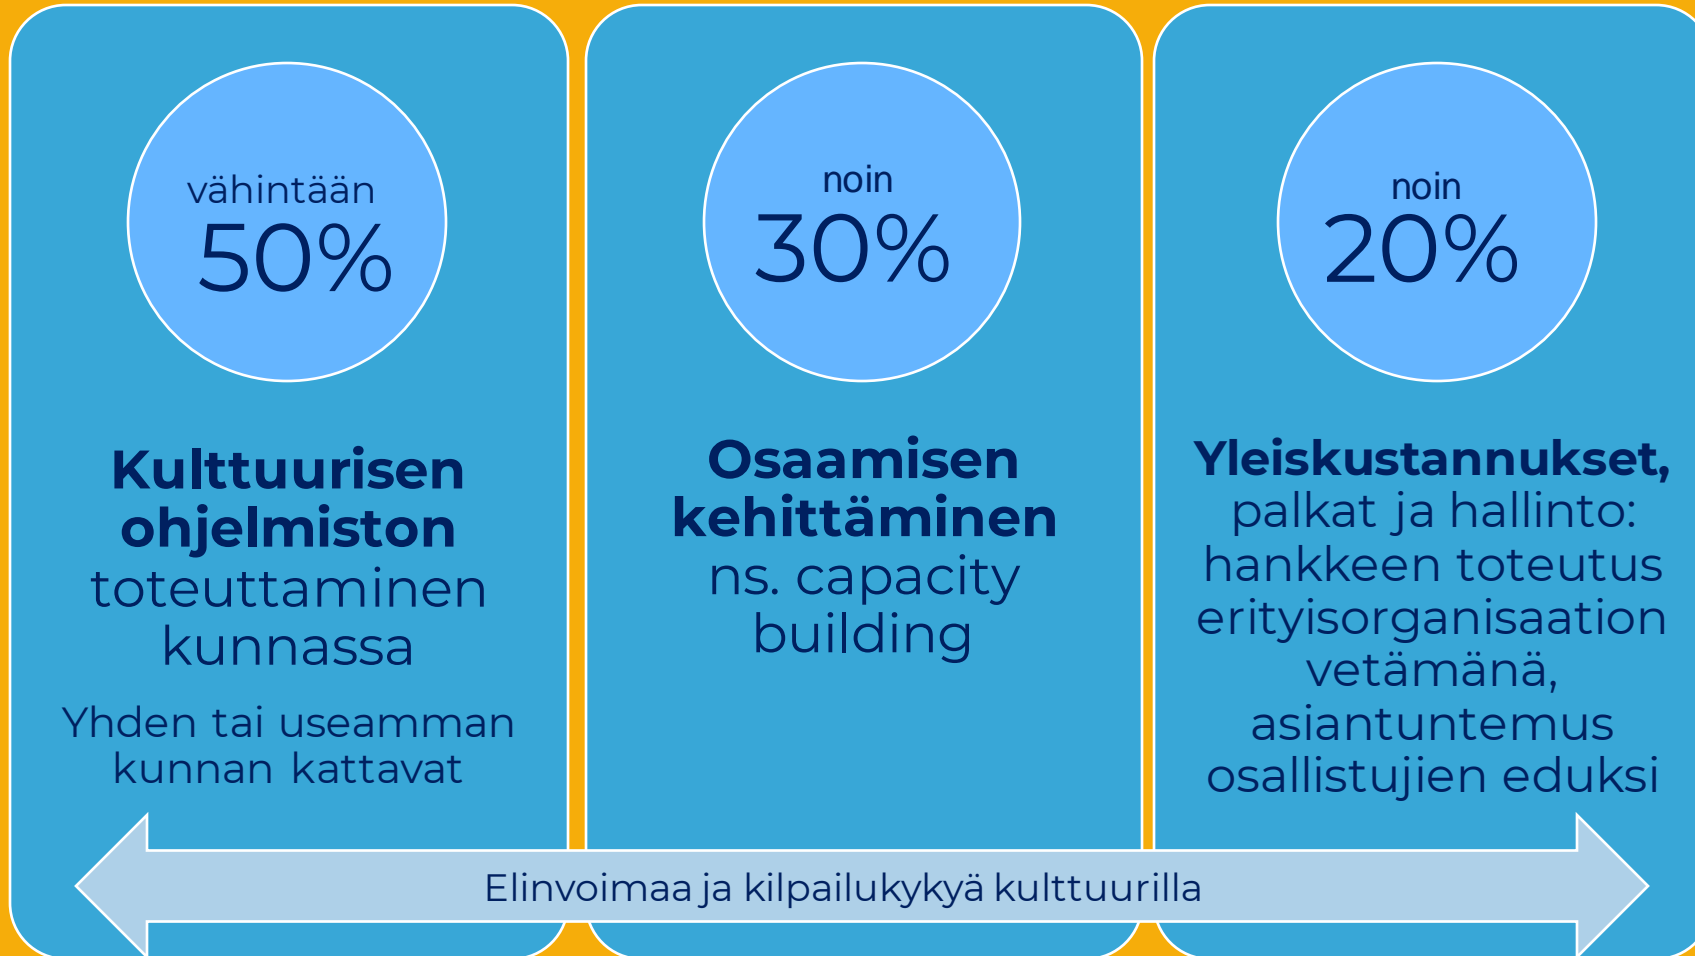 vähintään
50%
Kulttuurisen
ohjelmiston
toteuttaminen
kunnassa
Yhden tai useamman
kunnan kattavat
noin
30%
Osaamisen
kehittäminen
ns. capacity
building
noin
20%
Yleiskustannukset,
palkat ja hallinto:
hankkeen toteutus
erityisorganisaation
vetämänä,
asiantuntemus
osallistujien eduksi
Elinvoimaa ja kilpailukykyä kulttuurilla